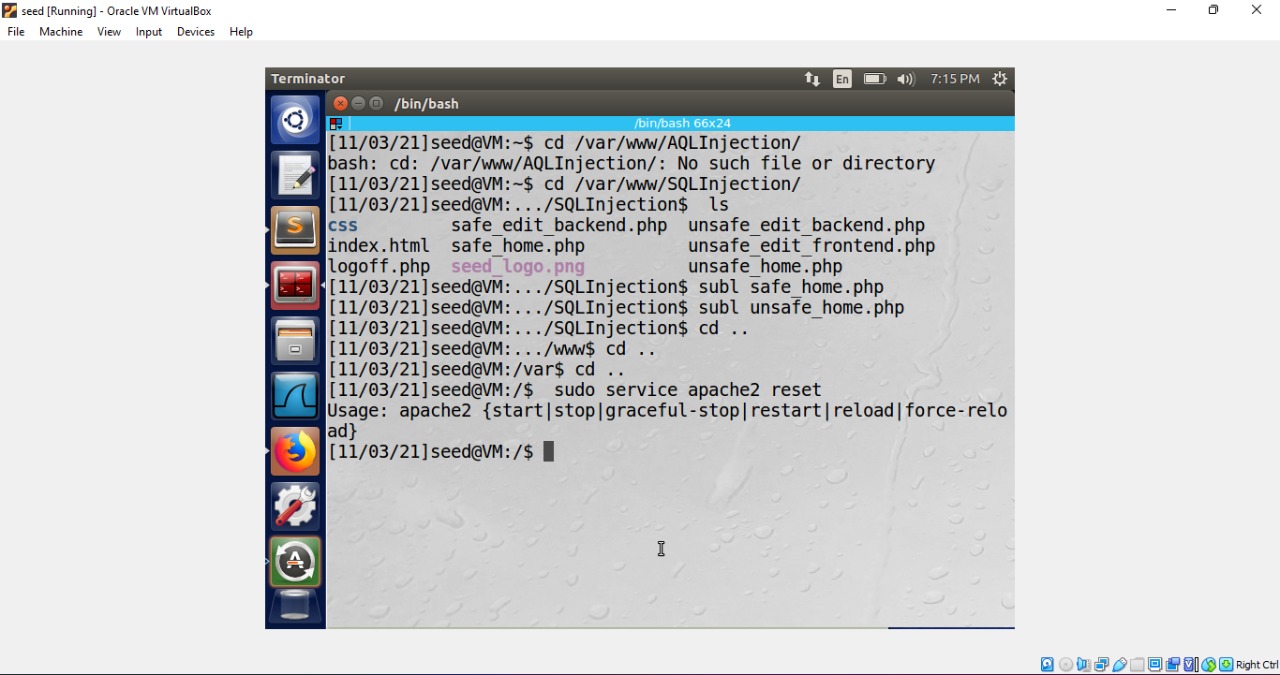 seed [Running] - Oracle VM VirtualBox
File Machine View Input Devices Help
Terminator En 7:15 PM
/bin/bash
/bin/bash 66x24
[11/03/21]seed@VM:~$ cd /var/www/AQLInjection/
bash: cd: /var/www/AQLInjection/: No such file or directory
[11/03/21]seed@VM:~$ cd /var/www/SQLInjection/
[11/03/21]seed@VM:.../SQLInjection$  ls
css         safe_edit_backend.php  unsafe_edit_backend.php
index.html  safe_home.php          unsafe_edit_frontend.php
logoff.php  seed_logo.png          unsafe_home.php
[11/03/21]seed@VM:.../SQLInjection$ subl safe_home.php
[11/03/21]seed@VM:.../SQLInjection$ subl unsafe_home.php
[11/03/21]seed@VM:.../SQLInjection$ cd ..
[11/03/21]seed@VM:.../www$ cd ..
[11/03/21]seed@VM:/var$ cd ..
[11/03/21]seed@VM:/$  sudo service apache2 reset
Usage: apache2 {start|stop|graceful-stop|restart|reload|force-relo
ad}
[11/03/21]seed@VM:/$
Right Ctrl